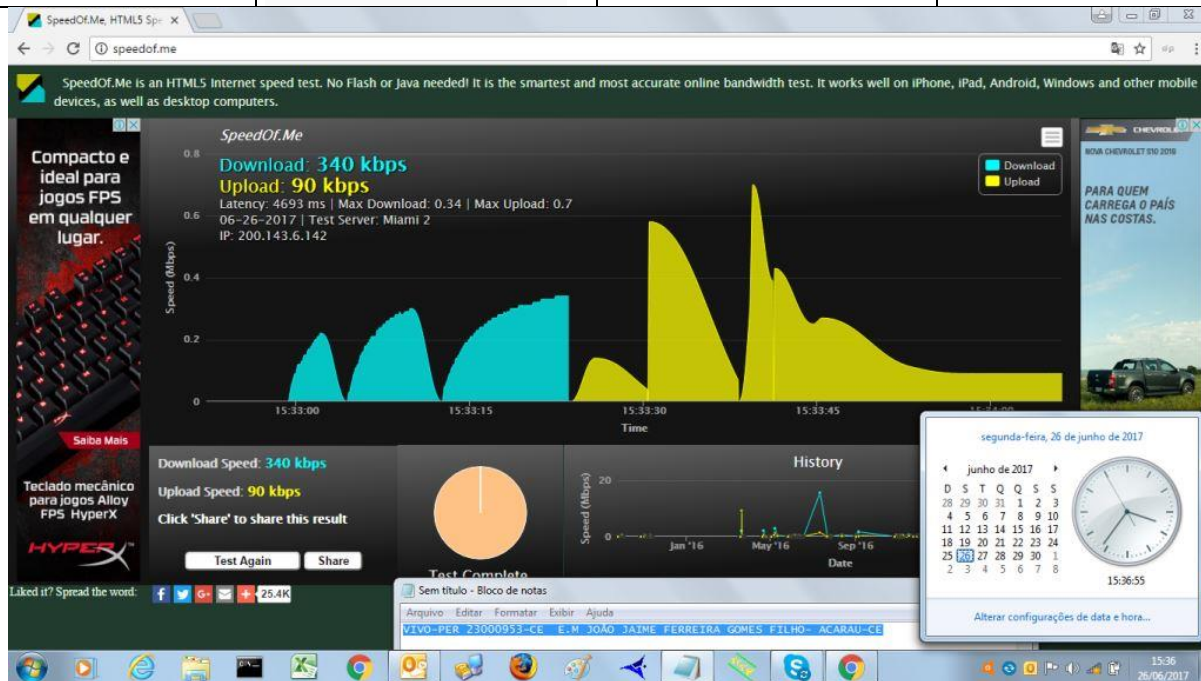 SpeedOf.Me, HTML5 Spe
speedof.me
SpeedOf.Me is an HTML5 Internet speed test. No Flash or Java needed! It is the smartest and most accurate online bandwidth test. It works well on iPhone, iPad, Android, Windows and other mobile
devices, as well as desktop computers.
Compacto e
ideal para
jogos FPS
em qualquer
lugar.
Saiba Mais
Teclado mecânico
para jogos Alloy
FPS HyperX
HYPERX
SpeedOf.Me
Download: 340 kbps
Upload: 90 kbps
Latency: 4693 ms | Max Download: 0.34 | Max Upload: 0.7
06-26-2017 | Test Server: Miami 2
IP: 200.143.6.142
Download
Upload
Speed (Mbps)
0.8
0.6
0.4
0.2
0
15:33:00 15:33:15 15:33:30 15:33:45 15:34:00
Time
NOVA CHEVROLET S10 2018
PARA QUEM
CARREGA O PAÍS
NAS COSTAS.
Download Speed: 340 kbps
Upload Speed: 90 kbps
Click 'Share' to share this result
Test Again Share
Test Complete
History
Speed (Mbps)
20
0
Jan '16 May '16 Sep '16
Date
Liked it? Spread the word:
25.4K
Sem título - Bloco de notas
Arquivo Editar Formatar Exibir Ajuda
VIVO-PER 23000953-CE E.M JOÃO JAIME FERREIRA GOMES FILHO- ACARAU-CE
segunda-feira, 26 de junho de 2017
junho de 2017
D S T Q Q S S
28 29 30 31 1 2 3
4 5 6 7 8 9 10
11 12 13 14 15 16 17
18 19 20 21 22 23 24
25 26 27 28 29 30 1
2 3 4 5 6 7 8
15:36:55
Alterar configurações de data e hora...
15:36
26/06/2017